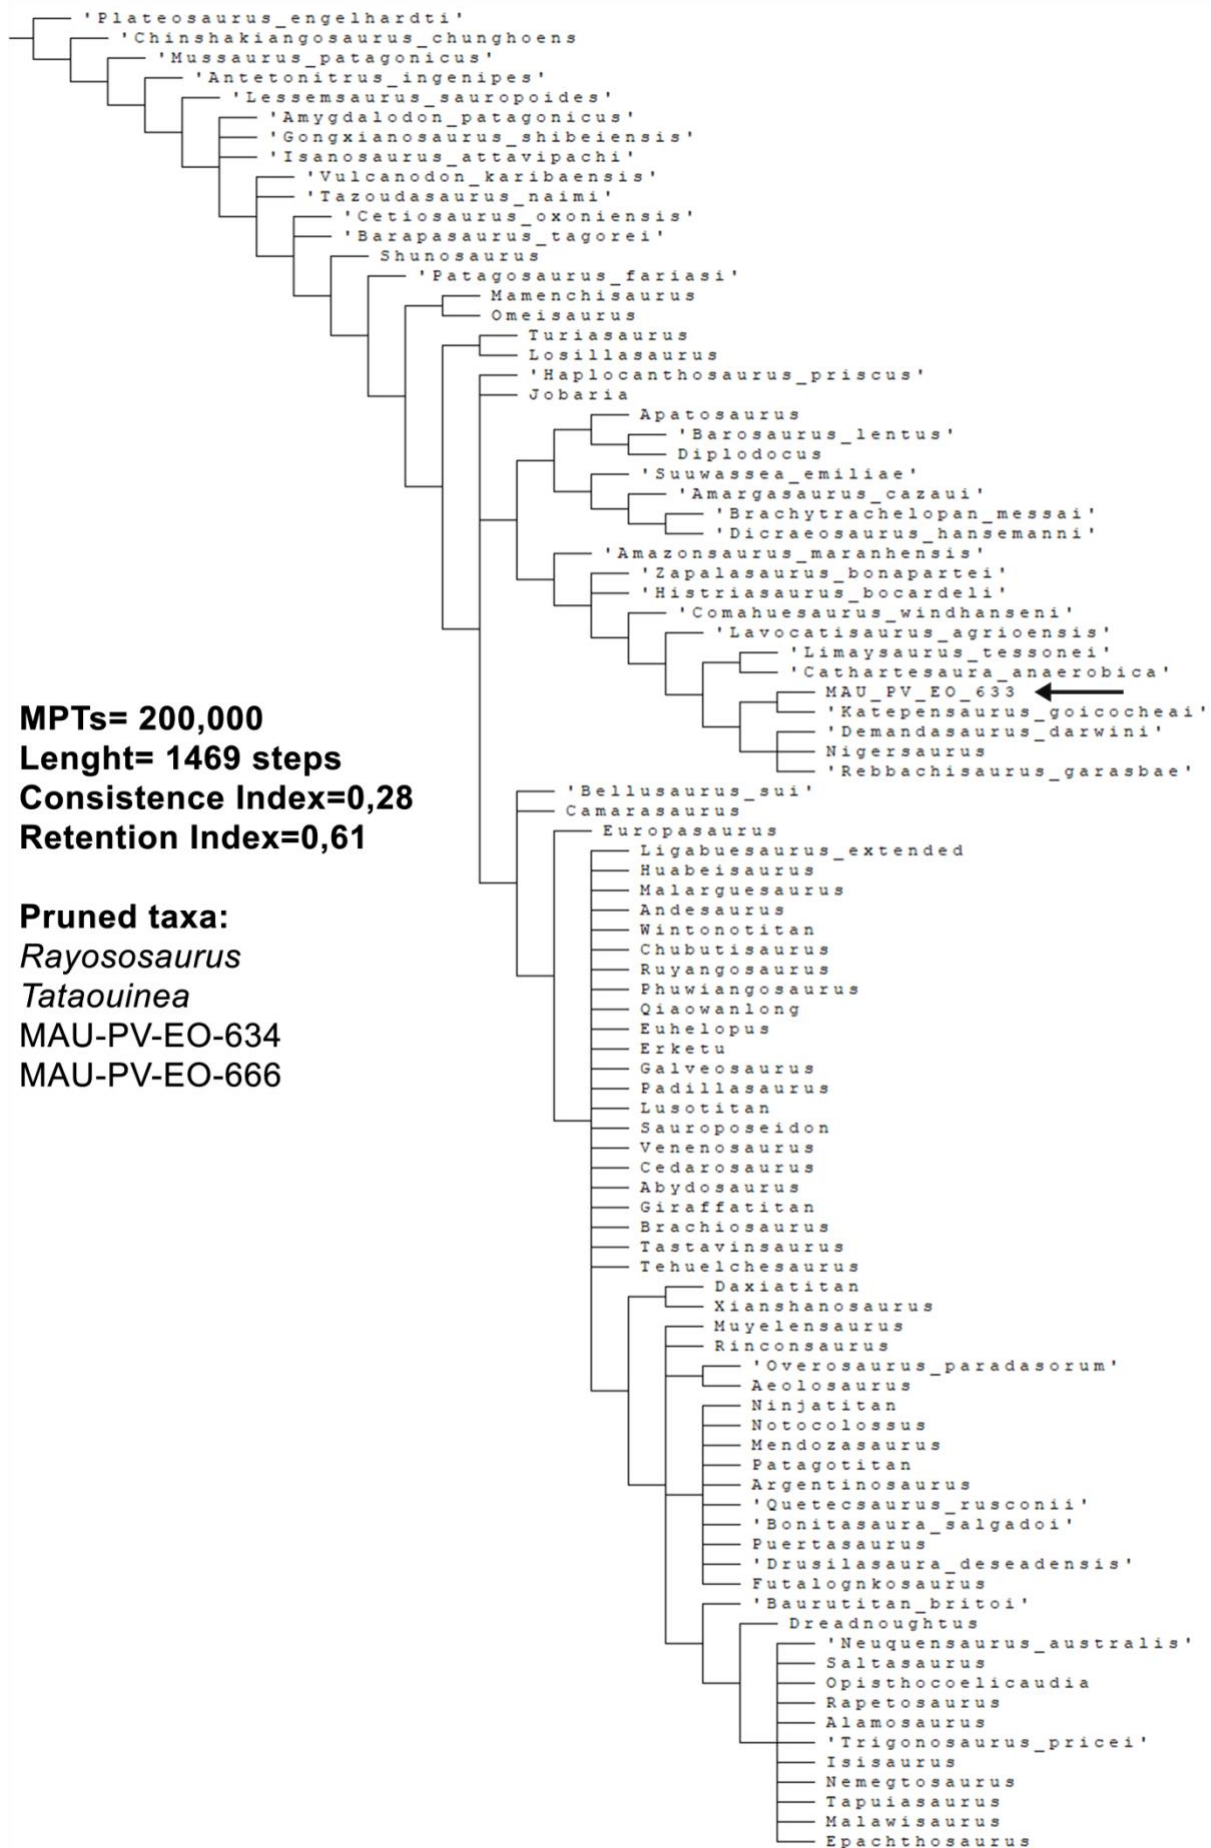 'Plateosaurus_engelhardti'
'Chinshakiangosaurus_chunghoens
'Mussaurus_patagonicus'
'Antetonitrus_ingenipes'
'Lessemsaurus_sauropoides'
'Amygdalodon_patagonicus'
'Gongxianosaurus_shibeiensis'
'Isanosaurus_attavipachi'
'Vulcanodon_karibaensis'
'Tazoudasaurus_naimi'
'Cetiosaurus_oxoniensis'
'Barapasaurus_tagorei'
Shunosaurus
'Patagosaurus_fariasi'
Mamenchisaurus
Omeisaurus
Turiasaurus
Losillasaurus
'Haplocanthosaurus_priscus'
Jobaria
Apatosaurus
'Barosaurus_lentus'
Diplodocus
'Suuwassea_emiliae'
'Amargasaurus_cazaui'
'Brachytrachelopan_messai'
'Dicraeosaurus_hansemanni'
'Amazonsaurus_maranhensis'
'Zapalasaurus_bonapartei'
'Histriasaurus_bocardeli'
'Comahuesaurus_windhanseni'
'Lavocatisaurus_agrioensis'
'Limaysaurus_tessonei'
'Cathartesaura_anaerobica'
MAU_PV_EO_633
'Katepensaurus_goicocheai'
'Demandasaurus_darwini'
Nigersaurus
'Rebbachisaurus_garasbae'
MPTs= 200,000
Lenght= 1469 steps
Consistence Index=0,28
Retention Index=0,61
Pruned taxa:
Rayososaurus
Tataouinea
MAU-PV-EO-634
MAU-PV-EO-666
'Bellusaurus_sui'
Camarasaurus
Europasaurus
Ligabuesaurus_extended
Huabeisaurus
Malarguesaurus
Andesaurus
Wintonotitan
Chubutisaurus
Ruyangosaurus
Phuwiangosaurus
Qiaowanlong
Euhelopus
Erketu
Galveosaurus
Padillasaurus
Lusotitan
Sauroposeidon
Venenosaurus
Cedarosaurus
Abydosaurus
Giraffatitan
Brachiosaurus
Tastavinsaurus
Tehuelchesaurus
Daxiatitan
Xianshanosaurus
Muyelensaurus
Rinconsaurus
'Overosaurus_paradasorum'
Aeolosaurus
Ninjatitan
Notocolossus
Mendozasaurus
Patagotitan
Argentinosaurus
'Quetecsaurus_rusconii'
'Bonitasaura_salgadoi'
Puertasaurus
'Drusilasaura_deseadensis'
Futalognkosaurus
'Baurutitan_britoi'
Dreadnoughtus
'Neuquensaurus_australis'
Saltasaurus
Opisthocoelicaudia
Rapetosaurus
Alamosaurus
'Trigonosaurus_pricei'
Isisaurus
Nemegtosaurus
Tapuiasaurus
Malawisaurus
Epachthosaurus